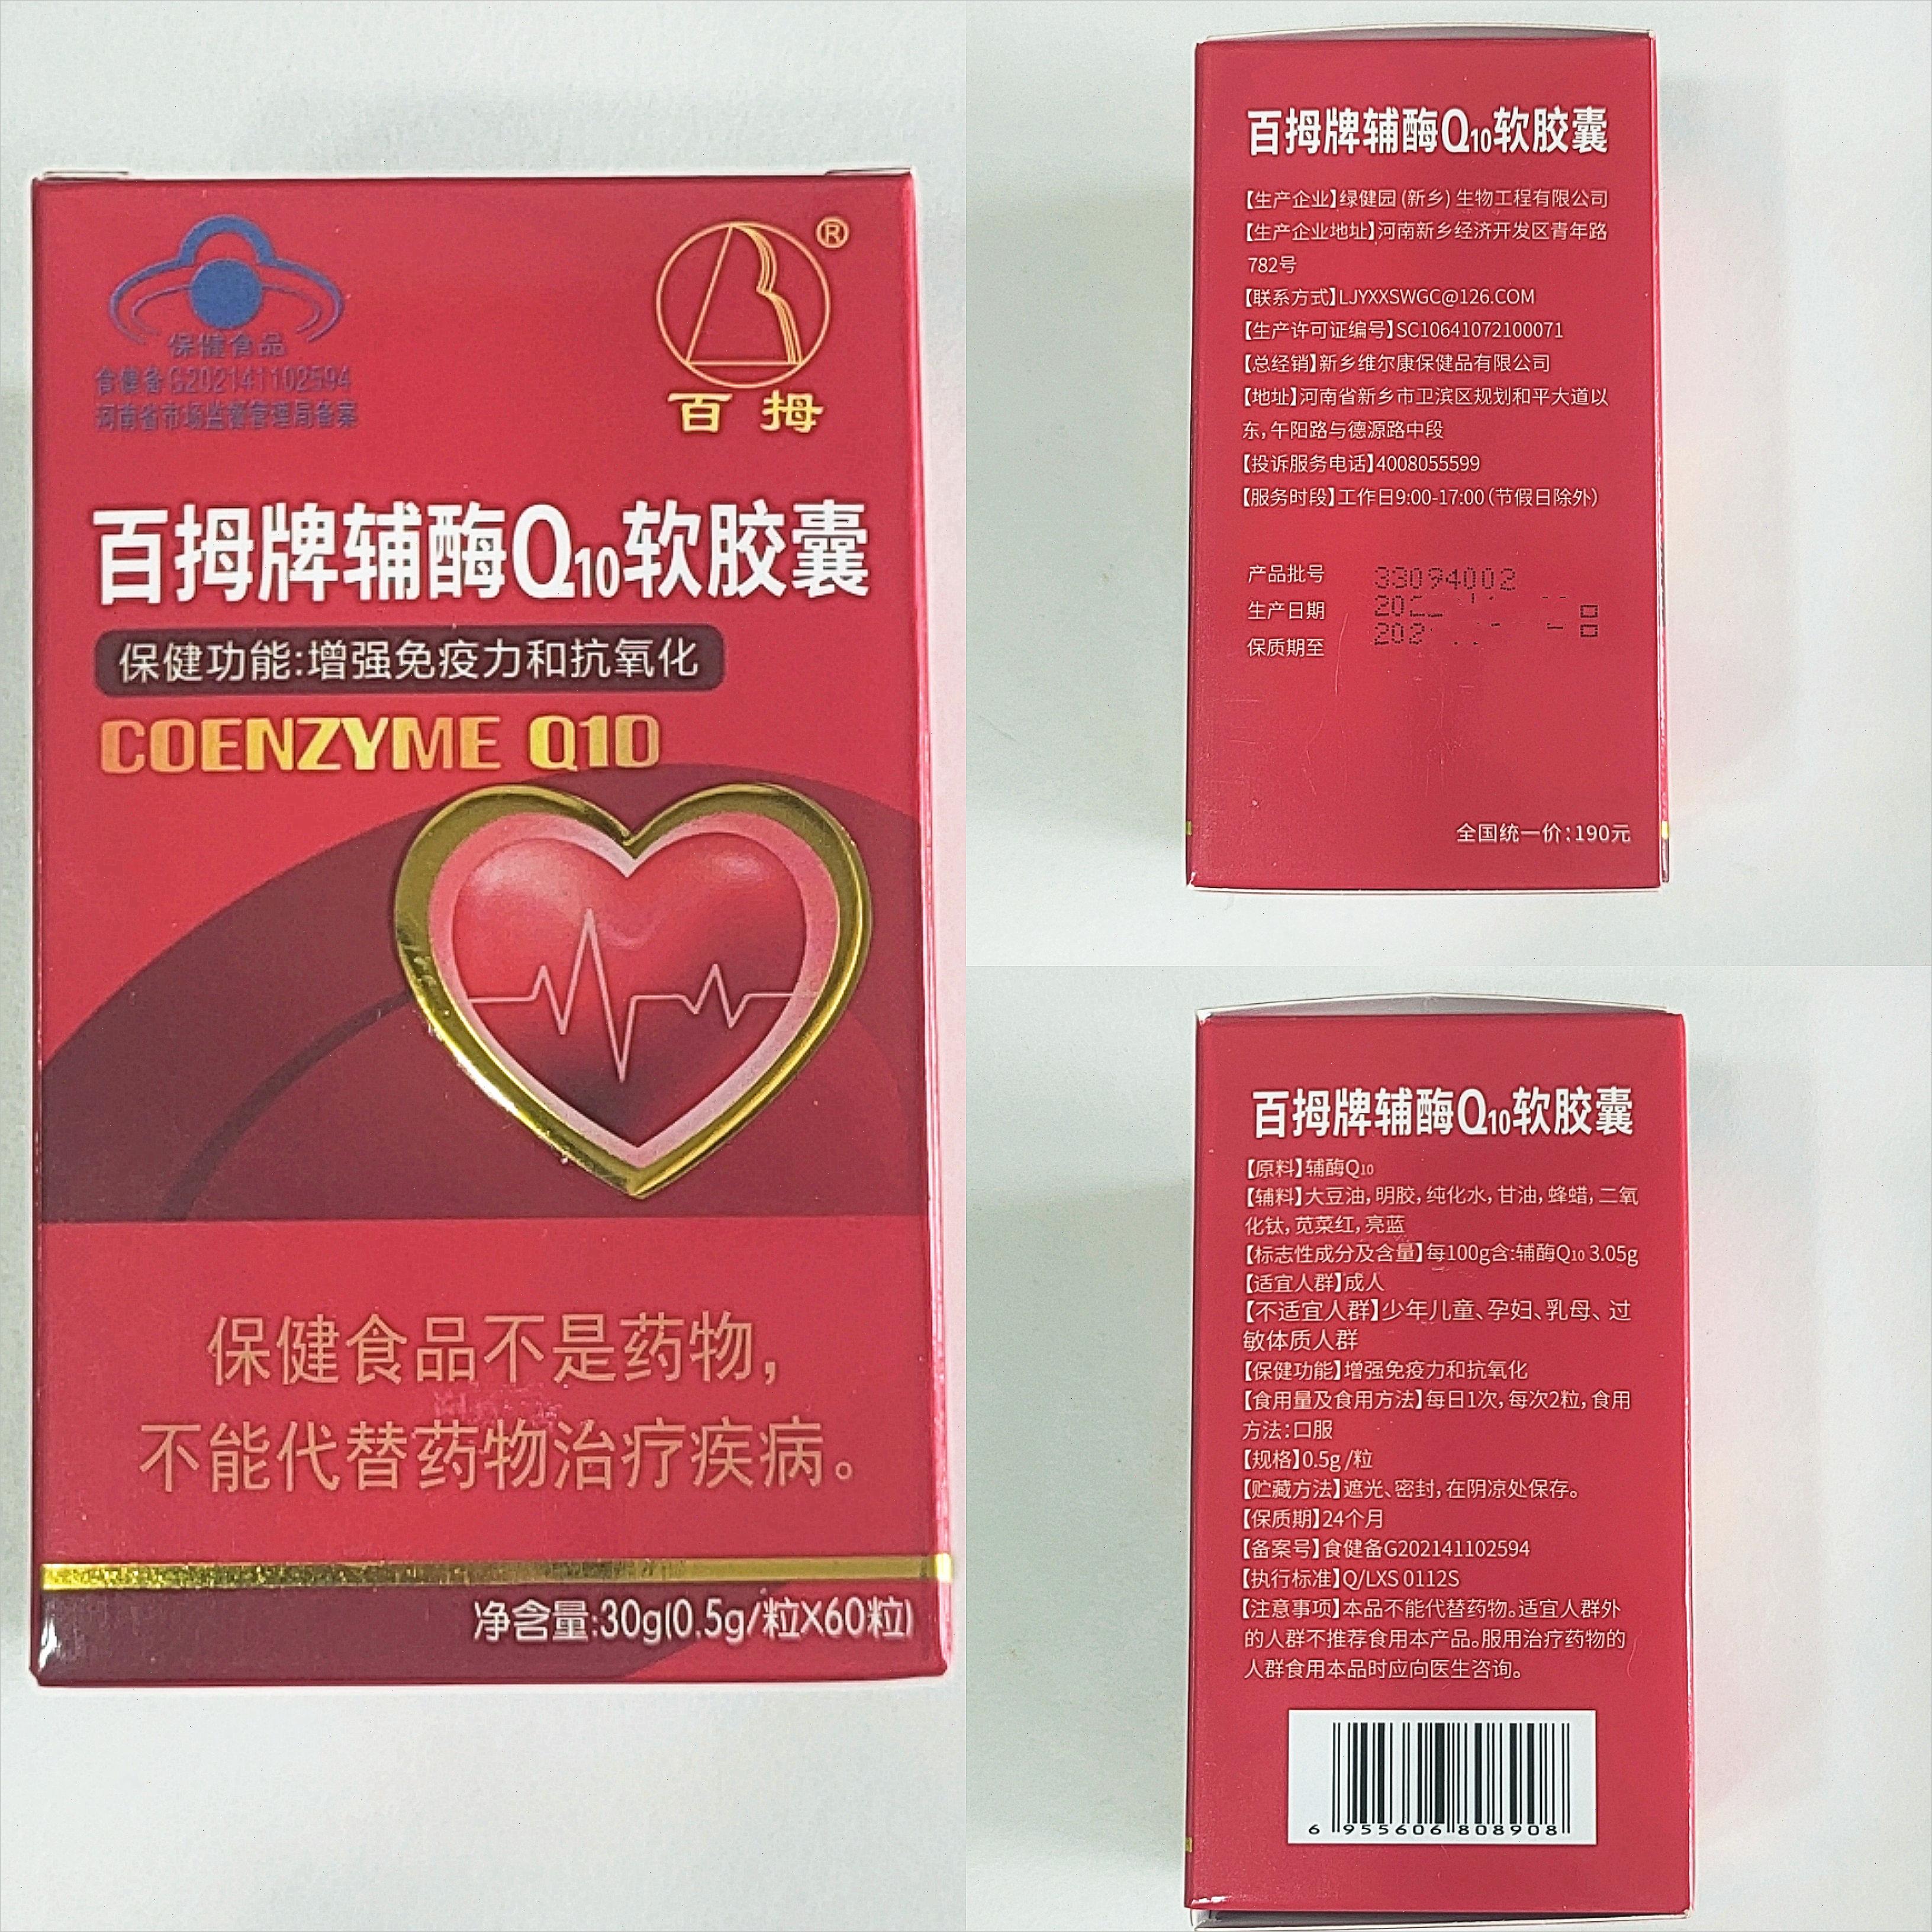 保健食品
食健备G202141102594
河南省市场监督管理局备案
®
百拇
百拇牌辅酶Q10软胶囊
保健功能:增强免疫力和抗氧化
COENZYME Q10
保健食品不是药物，
不能代替药物治疗疾病。
净含量:30g(0.5g/粒X60粒)
百拇牌辅酶Q10软胶囊
【生产企业】绿健园(新乡)生物工程有限公司
【生产企业地址】河南新乡经济开发区青年路
782号
【联系方式】LJYXXSWGC@126.COM
【生产许可证编号】SC10641072100071
【总经销】新乡维尔康保健品有限公司
【地址】河南省新乡市卫滨区规划和平大道以
东，午阳路与德源路中段
【投诉服务电话】4008055599
【服务时段】工作日9:00-17:00（节假日除外）
产品批号 33094002
生产日期
保质期至
全国统一价：190元
百拇牌辅酶Q10软胶囊
【原料】辅酶Q10
【辅料】大豆油，明胶，纯化水，甘油，蜂蜡，二氧
化钛，苋菜红，亮蓝
【标志性成分及含量】每100g含:辅酶Q10 3.05g
【适宜人群】成人
【不适宜人群】少年儿童、孕妇、乳母、过
敏体质人群
【保健功能】增强免疫力和抗氧化
【食用量及食用方法】每日1次，每次2粒，食用
方法：口服
【规格】0.5g/粒
【贮藏方法】遮光、密封，在阴凉处保存。
【保质期】24个月
【备案号】食健备G202141102594
【执行标准】Q/LXS 0112S
【注意事项】本品不能代替药物。适宜人群外
的人群不推荐食用本产品。服用治疗药物的
人群食用本品时应向医生咨询。
6 955606 808908